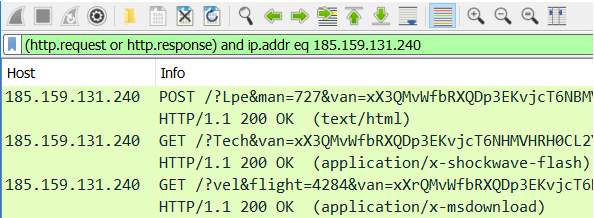 (http.request or http.response) and ip.addr eq 185.159.131.240
Host Info
185.159.131.240 POST /?Lpe&man=727&van=xX3QMvWfbRXQDp3EKvjcT6NBMV
HTTP/1.1 200 OK (text/html)
185.159.131.240 GET /?Tech&van=xX3QMvWfbRXQDp3EKvjcT6NHMVHRH0CL2Y
HTTP/1.1 200 OK (application/x-shockwave-flash)
185.159.131.240 GET /?vel&flight=4284&van=xXrQMvWfbRXQDp3EKvjcT6N
HTTP/1.1 200 OK (application/x-msdownload)